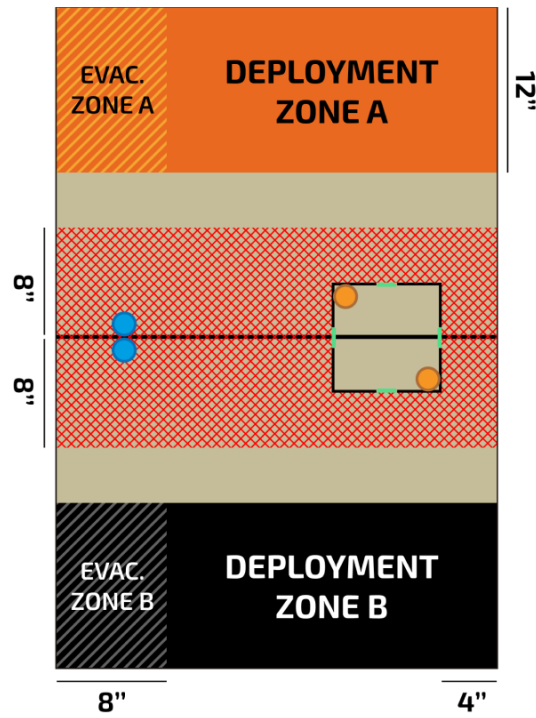 EVAC.
ZONE A
DEPLOYMENT
ZONE A
12”
8”
8”
EVAC.
ZONE B
DEPLOYMENT
ZONE B
8”
4”